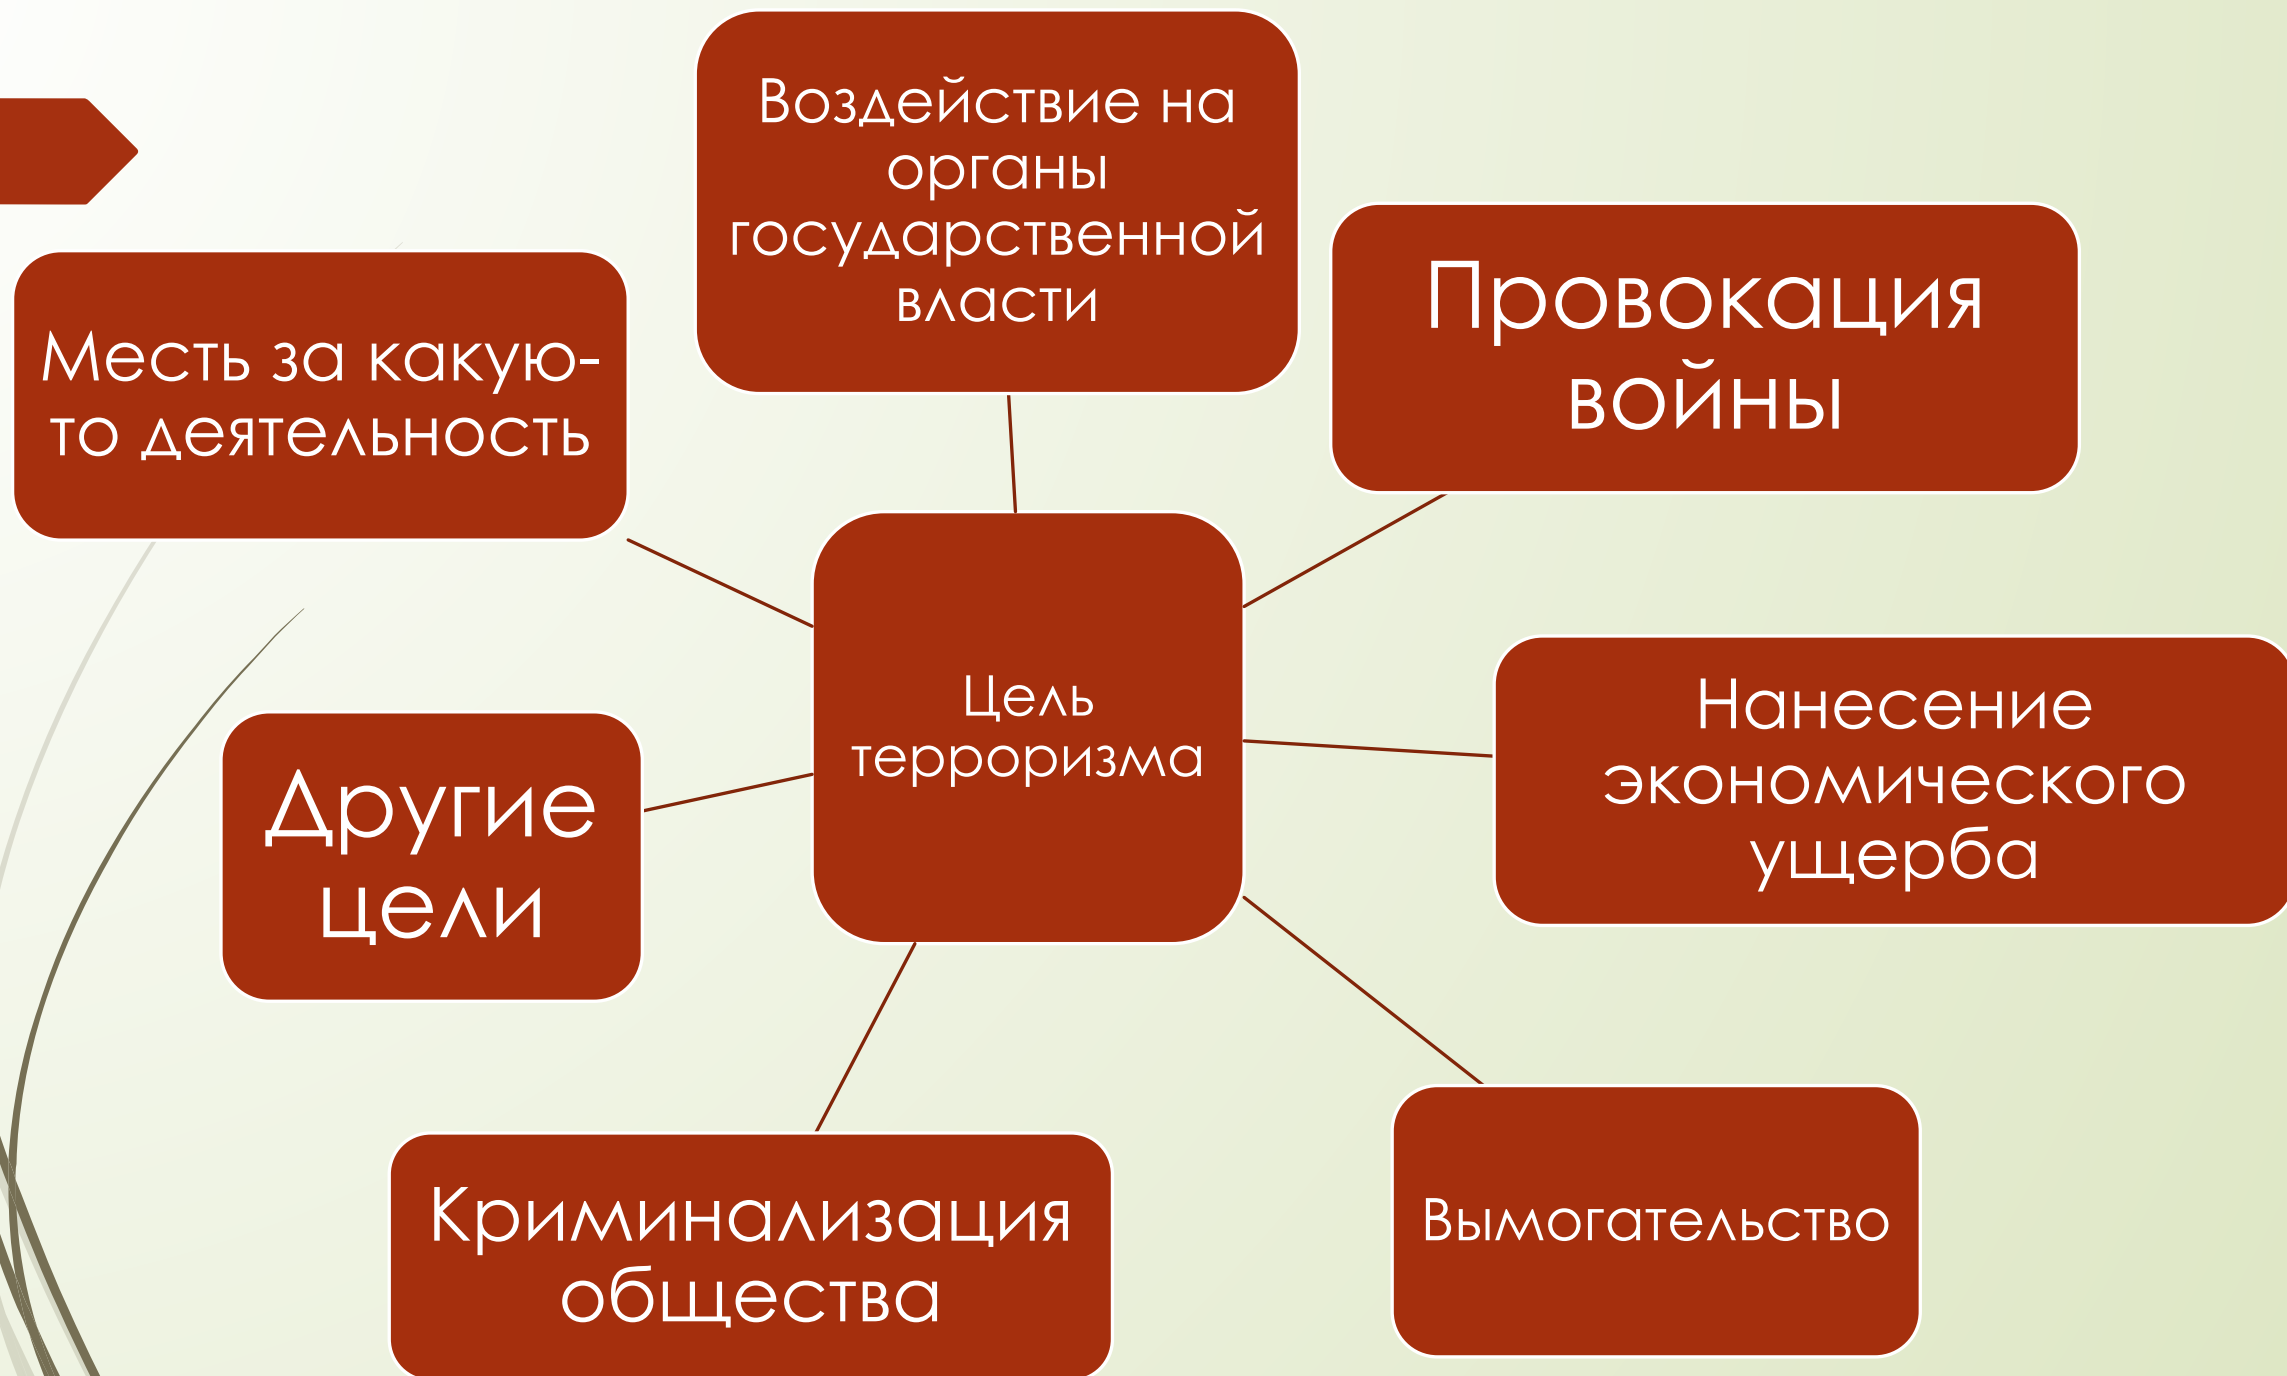 Воздействие на
органы
государственной
власти
Провокация
войны
Месть за какую-
то деятельность
Цель
терроризма
Нанесение
экономического
ущерба
Другие
цели
Криминализация
общества
Вымогательство